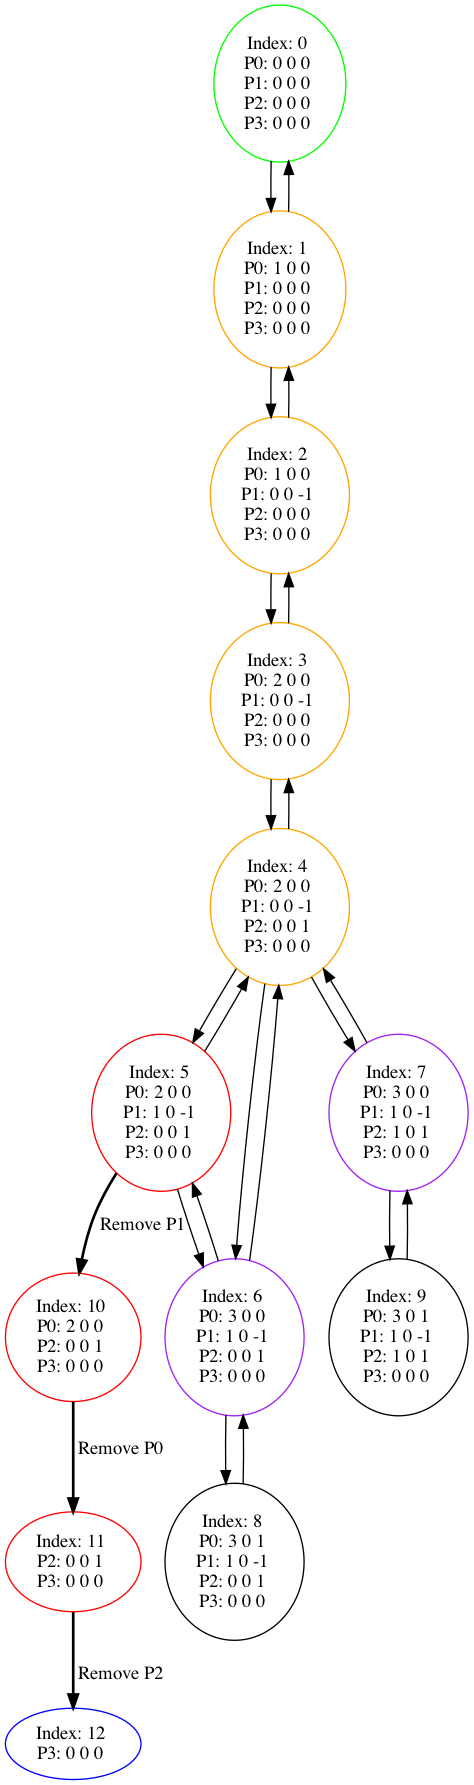 Index: 0
P0: 0 0 0
P1: 0 0 0
P2: 0 0 0
P3: 0 0 0
Index: 1
P0: 1 0 0
P1: 0 0 0
P2: 0 0 0
P3: 0 0 0
Index: 2
P0: 1 0 0
P1: 0 0 -1
P2: 0 0 0
P3: 0 0 0
Index: 3
P0: 2 0 0
P1: 0 0 -1
P2: 0 0 0
P3: 0 0 0
Index: 4
P0: 2 0 0
P1: 0 0 -1
P2: 0 0 1
P3: 0 0 0
Index: 5
P0: 2 0 0
P1: 1 0 -1
P2: 0 0 1
P3: 0 0 0
Index: 7
P0: 3 0 0
P1: 1 0 -1
P2: 1 0 1
P3: 0 0 0
Remove P1
Index: 10
P0: 2 0 0
P2: 0 0 1
P3: 0 0 0
Index: 6
P0: 3 0 0
P1: 1 0 -1
P2: 0 0 1
P3: 0 0 0
Index: 9
P0: 3 0 1
P1: 1 0 -1
P2: 1 0 1
P3: 0 0 0
Remove P0
Index: 11
P2: 0 0 1
P3: 0 0 0
Index: 8
P0: 3 0 1
P1: 1 0 -1
P2: 0 0 1
P3: 0 0 0
Remove P2
Index: 12
P3: 0 0 0